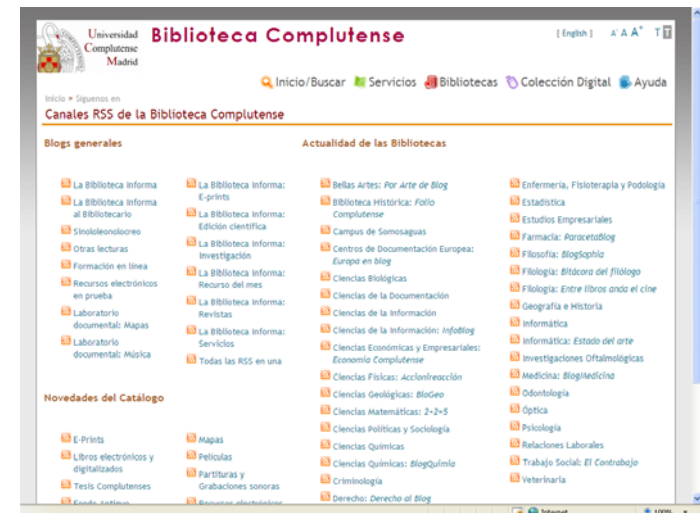 Universidad
Complutense
Madrid
Biblioteca Complutense
[ English ] A- A A+ T T
Inicio/Buscar Servicios Bibliotecas Colección Digital Ayuda
Inicio > Síguenos en
Canales RSS de la Biblioteca Complutense
Blogs generales
La Biblioteca Informa
La Biblioteca Informa
al Bibliotecario
Sinololeonolocreo
Otras lecturas
Formación en línea
Recursos electrónicos
en prueba
Laboratorio
documental: Mapas
Laboratorio
documental: Música
La Biblioteca Informa:
E-prints
La Biblioteca Informa:
Edición científica
La Biblioteca Informa:
Investigación
La Biblioteca Informa:
Recurso del mes
La Biblioteca Informa:
Revistas
La Biblioteca Informa:
Servicios
Todas las RSS en una
Novedades del Catálogo
E-Prints
Libros electrónicos y
digitalizados
Tesis Complutenses
Fondo Antiguo
Mapas
Películas
Partituras y
Grabaciones sonoras
Recursos electrónicos
Actualidad de las Bibliotecas
Bellas Artes: Por Arte de Blog
Biblioteca Histórica: Folio
Complutense
Campus de Somosaguas
Centros de Documentación Europea:
Europa en blog
Ciencias Biológicas
Ciencias de la Documentación
Ciencias de la Información
Ciencias de la Información: InfoBlog
Ciencias Económicas y Empresariales:
Economía Complutense
Ciencias Físicas: Accionireacción
Ciencias Geológicas: BloGeo
Ciencias Matemáticas: 2+2=5
Ciencias Políticas y Sociología
Ciencias Químicas
Ciencias Químicas: BlogQuímia
Criminología
Derecho: Derecho al Blog
Enfermería, Fisioterapia y Podología
Estadística
Estudios Empresariales
Farmacia: ParacetaBlog
Filosofía: BlogSophia
Filología: Bitácora del filólogo
Filología: Entre libros anda el cine
Geografía e Historia
Informática
Informática: Estado del arte
Investigaciones Oftalmológicas
Medicina: BlogMedicina
Odontología
Óptica
Psicología
Relaciones Laborales
Trabajo Social: El Contrabajo
Veterinaria
Internet 100%